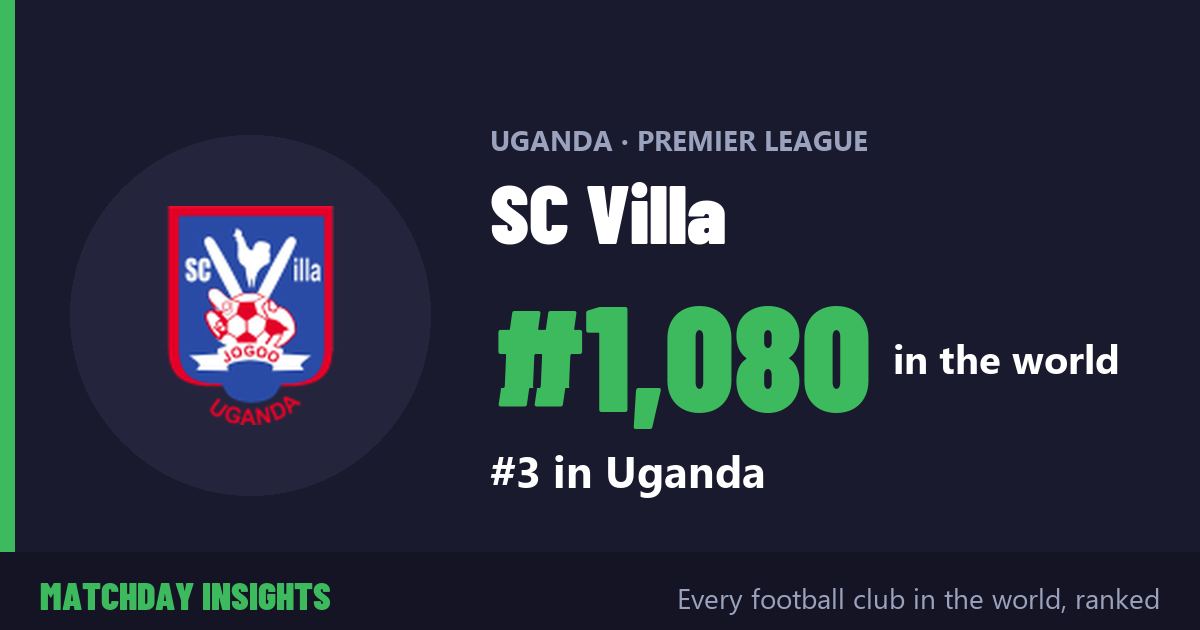 UGANDA · PREMIER LEAGUE
SC Villa
SC Villa
JOGOO
UGANDA
#1,080 in the world
#3 in Uganda
MATCHDAY INSIGHTS
Every football club in the world, ranked